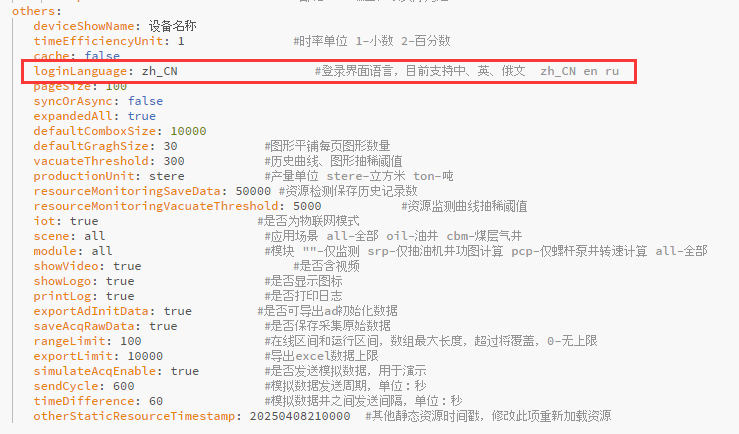 others:
deviceShowName: 设备名称
timeEfficiencyUnit: 1 #时率单位 1-小数 2-百分数
cache: false
loginLanguage: zh_CN #登录界面语言，目前支持中、英、俄文 zh_CN en ru
pageSize: 100
syncOrAsync: false
expandedAll: true
defaultComboxSize: 10000
defaultGraghSize: 30 #图形平铺每页图形数量
vacuateThreshold: 300 #历史曲线、图形抽稀阈值
productionUnit: stere #产量单位 stere-立方米 ton-吨
resourceMonitoringSaveData: 50000 #资源检测保存历史记录数
resourceMonitoringVacuateThreshold: 5000 #资源监测曲线抽稀阈值
iot: true #是否为物联网模式
scene: all #应用场景 all-全部 oil-油井 cbm-煤层气井
module: all #模块 ""-仅监测 srp-仅抽油机井功图计算 pcp-仅螺杆泵井转速计算 all-全部
showVideo: true #是否含视频
showLogo: true #是否显示图标
printLog: true #是否打印日志
exportAdInitData: true #是否可导出ad初始化数据
saveAcqRawData: true #是否保存采集原始数据
rangeLimit: 100 #在线区间和运行区间，数组最大长度，超过将覆盖，0-无上限
exportLimit: 10000 #导出excel数据上限
simulateAcqEnable: true #是否发送模拟数据，用于演示
sendCycle: 600 #模拟数据发送周期，单位：秒
timeDifference: 60 #模拟数据井之间发送间隔，单位：秒
otherStaticResourceTimestamp: 20250408210000 #其他静态资源时间戳，修改此项重新加载资源